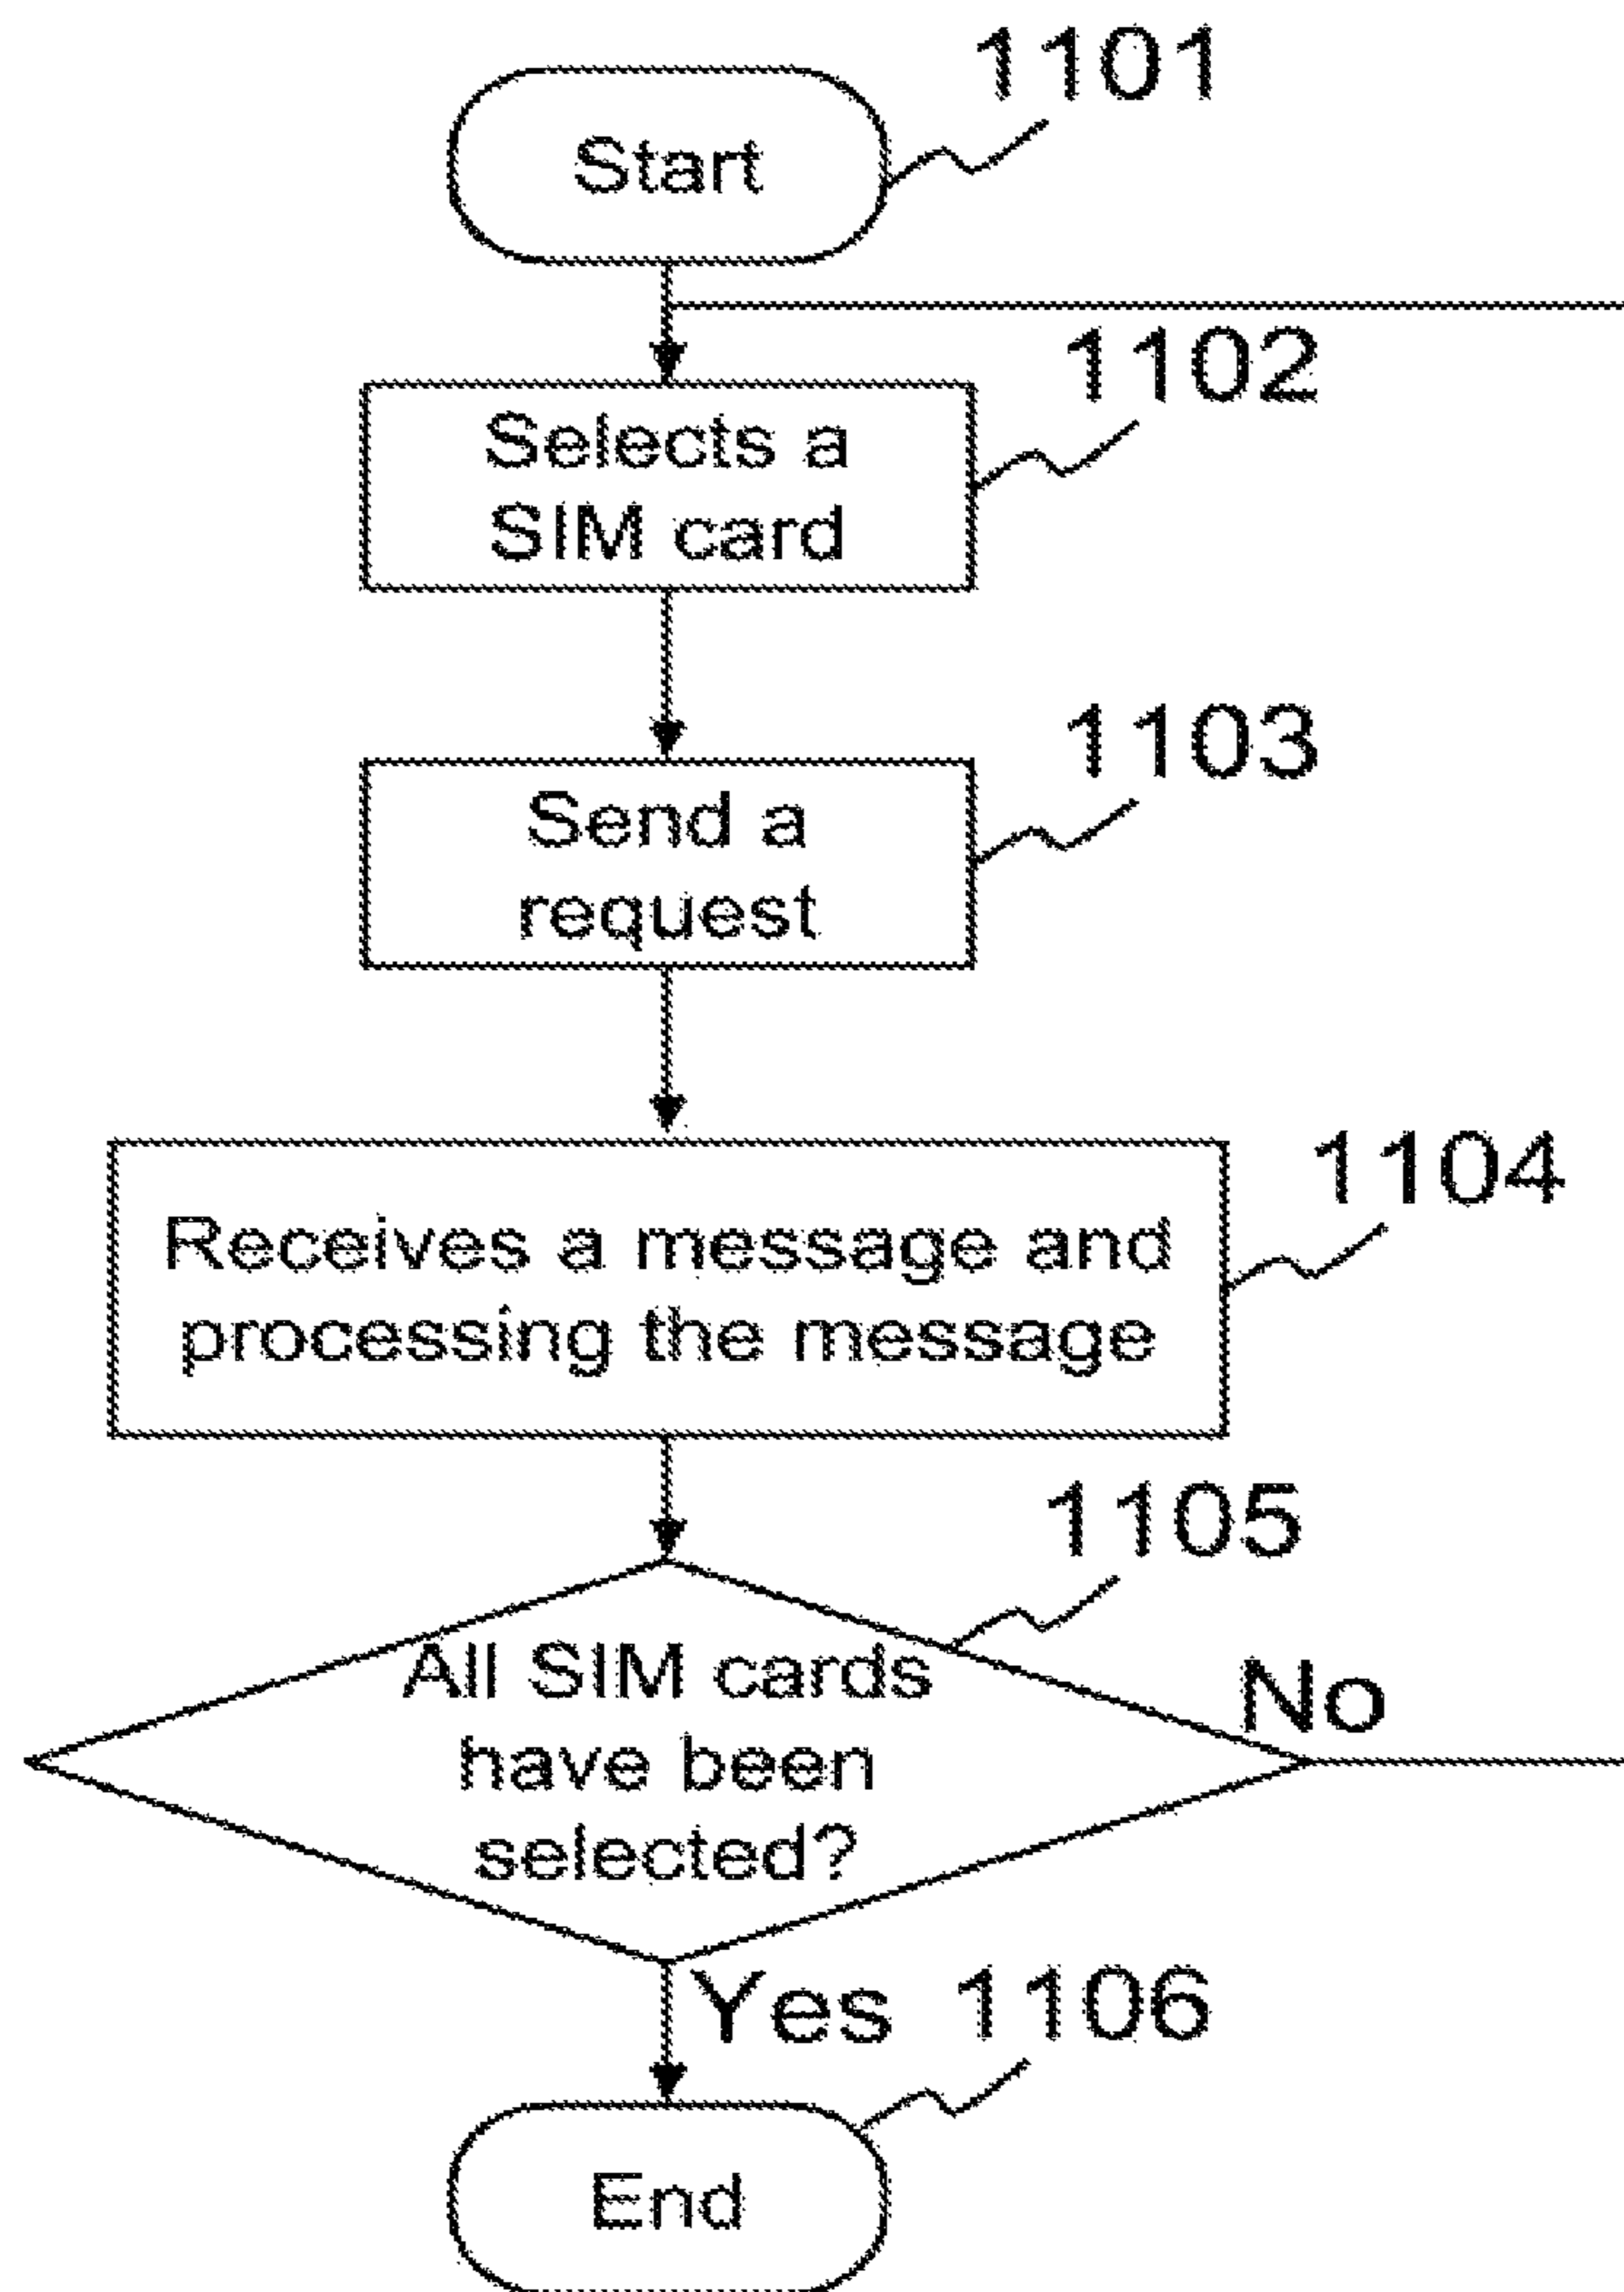 1101
Start
1102
Selects a
SIM card
1103
Send a
request
1104
Receives a message and
processing the message
1105
All SIM cards
have been
selected?
No
Yes
1106
End